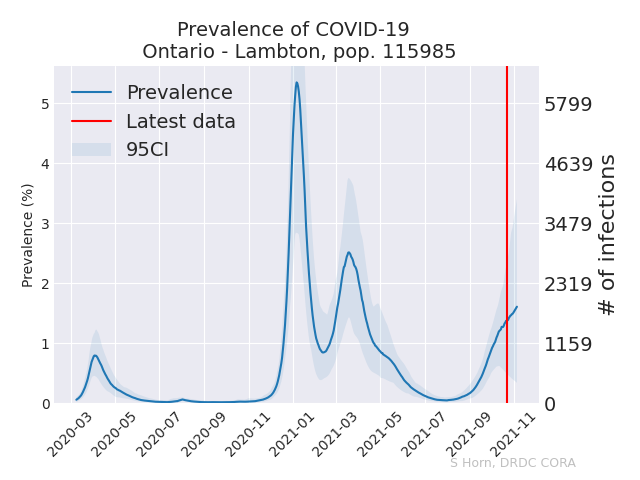 Prevalence of COVID-19
Ontario - Lambton, pop. 115985
Prevalence
Latest data
95CI
Prevalence (%)
5
4
3
2
1
0
5799
4639
3479
2319
1159
0
# of infections
2020-03
2020-05
2020-07
2020-09
2020-11
2021-01
2021-03
2021-05
2021-07
2021-09
2021-11
S Horn, DRDC CORA